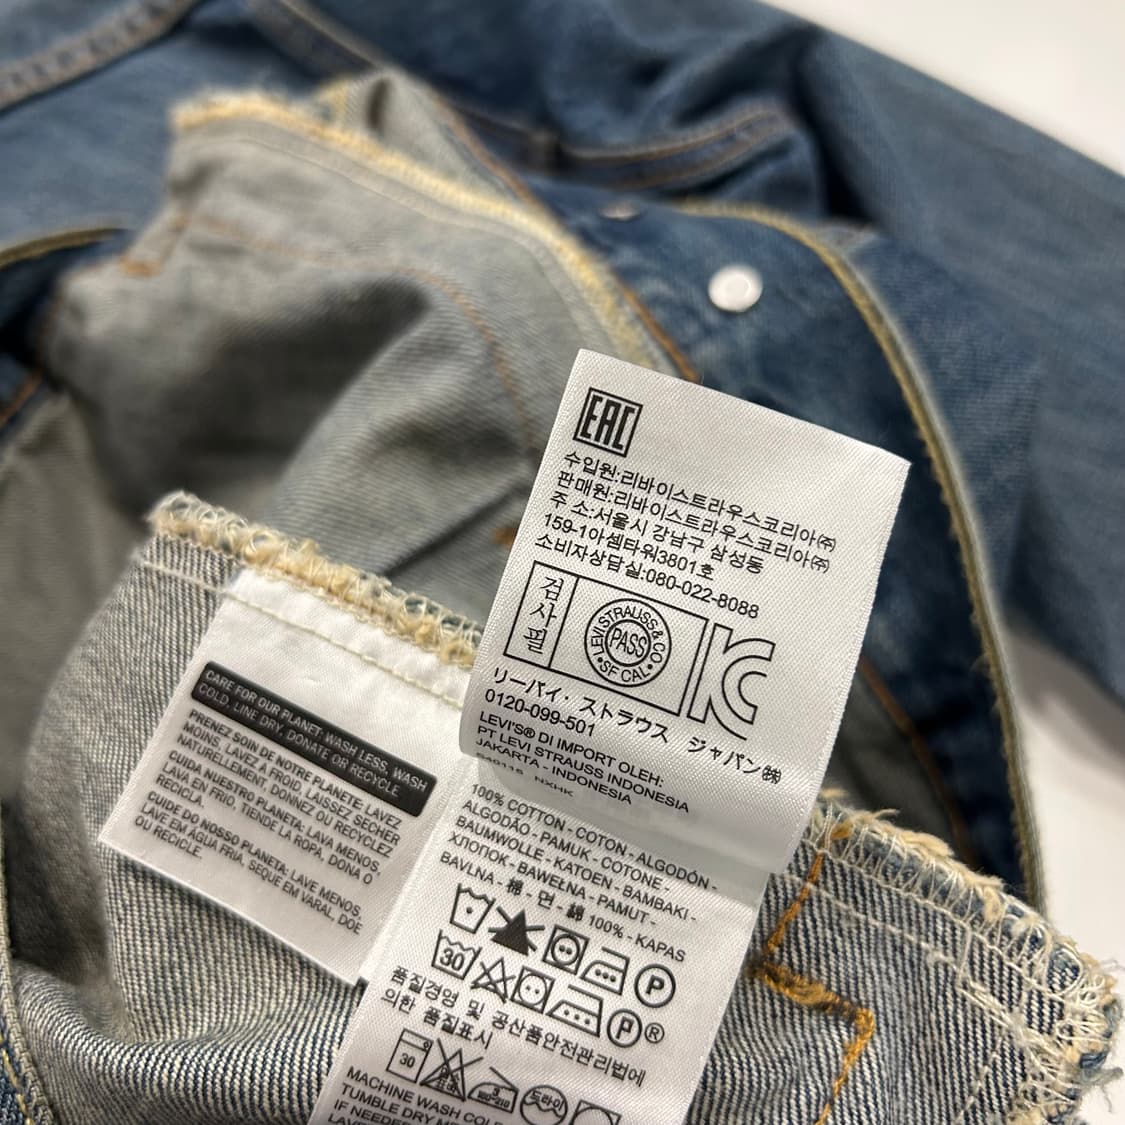 EAC
수입원:리바이스트라우스코리아㈜
판매원:리바이스트라우스코리아㈜
주 소:서울시 강남구 삼성동
159-1아셈타워3801호
소비자상담실:080-022-8088
검사필
LEVI STRAUSS & CO
PASS
SF CAL
リーバイ・ストラウス ジャパン㈱
0120-099-501
LEVI'S® DI IMPORT OLEH:
PT LEVI STRAUSS INDONESIA
JAKARTA - INDONESIA
NXHK
CARE FOR OUR PLANET: WASH LESS, WASH
COLD, LINE DRY, DONATE OR RECYCLE.
PRENEZ SOIN DE NOTRE PLANÈTE: LAVEZ
MOINS, LAVEZ À FROID, LAISSEZ SÉCHER
NATURELLEMENT, DONNEZ OU RECYCLEZ
CUIDA NUESTRO PLANETA: LAVA MENOS,
LAVA EN FRÍO, TIENDE LA ROPA, DONA O
RECICLA.
CUIDE DO NOSSO PLANETA: LAVE MENOS,
LAVE EM ÁGUA FRIA, SEQUE EM VARAL, DOE
OU RECICLE.
100% COTTON - COTON - ALGODÓN -
ALGODÃO - PAMUK - COTONE -
BAUMWOLLE - KATOEN - BAMBAKI -
ХЛОПОК - BAWEŁNA - PAMUT -
BAVLNA - 棉 - 면 - 綿 100% - KAPAS
P
30
P®
품질경영 및 공산품안전관리법에
의한 품질표시
30
드라이
MACHINE WASH COL
TUMBLE DRY
IF NEEDE